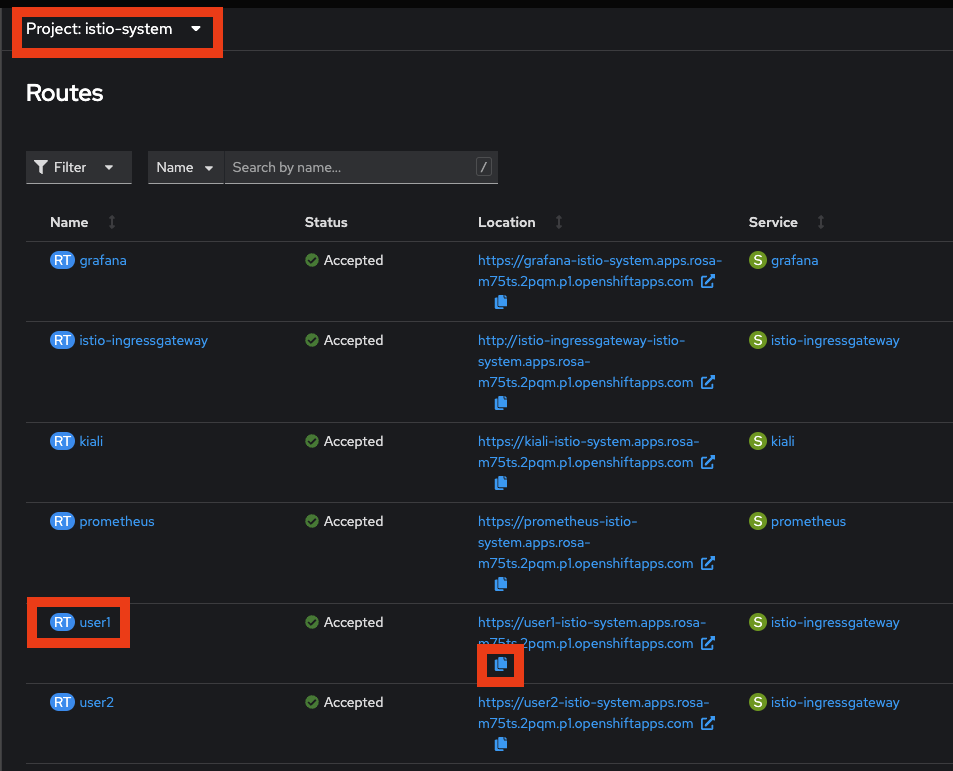 Project: istio-system
Routes
Filter Name Search by name... /
Name Status Location Service
RT grafana Accepted https://grafana-istio-system.apps.rosa- S grafana
m75ts.2pqm.p1.openshiftapps.com
RT istio-ingressgateway Accepted http://istio-ingressgateway-istio- S istio-ingressgateway
system.apps.rosa-
m75ts.2pqm.p1.openshiftapps.com
RT kiali Accepted https://kiali-istio-system.apps.rosa- S kiali
m75ts.2pqm.p1.openshiftapps.com
RT prometheus Accepted https://prometheus-istio- S prometheus
system.apps.rosa-
m75ts.2pqm.p1.openshiftapps.com
RT user1 Accepted https://user1-istio-system.apps.rosa- S istio-ingressgateway
m75ts.2pqm.p1.openshiftapps.com
RT user2 Accepted https://user2-istio-system.apps.rosa- S istio-ingressgateway
m75ts.2pqm.p1.openshiftapps.com